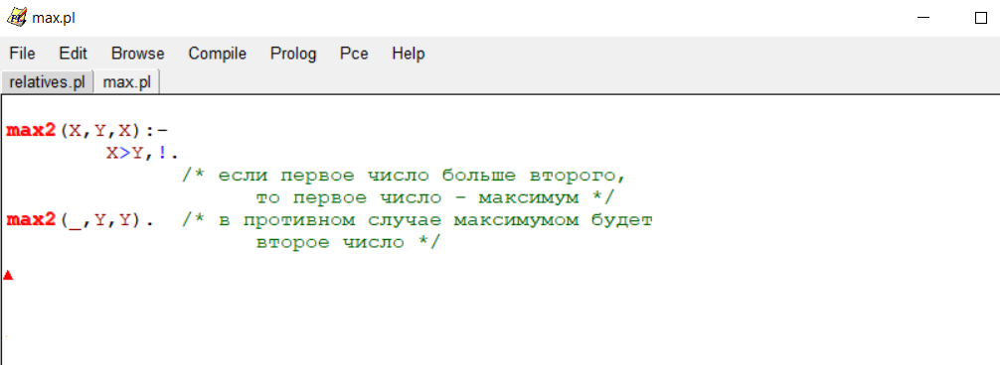 max.pl
File Edit Browse Compile Prolog Pce Help
relatives.pl max.pl
max2(X,Y,X):-
X>Y,!.
/* если первое число больше второго,
то первое число - максимум */
max2(_,Y,Y). /* в противном случае максимумом будет
второе число */